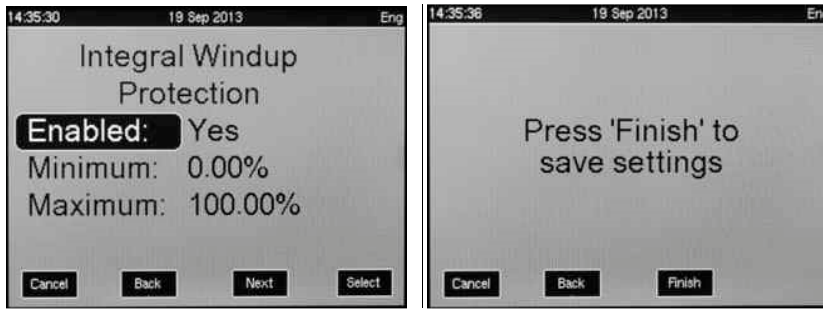 14:35:30 19 Sep 2013 Eng
Integral Windup
Protection
Enabled: Yes
Minimum: 0.00%
Maximum: 100.00%
Cancel Back Next Select
14:35:36 19 Sep 2013 En
Press 'Finish' to
save settings
Cancel Back Finish